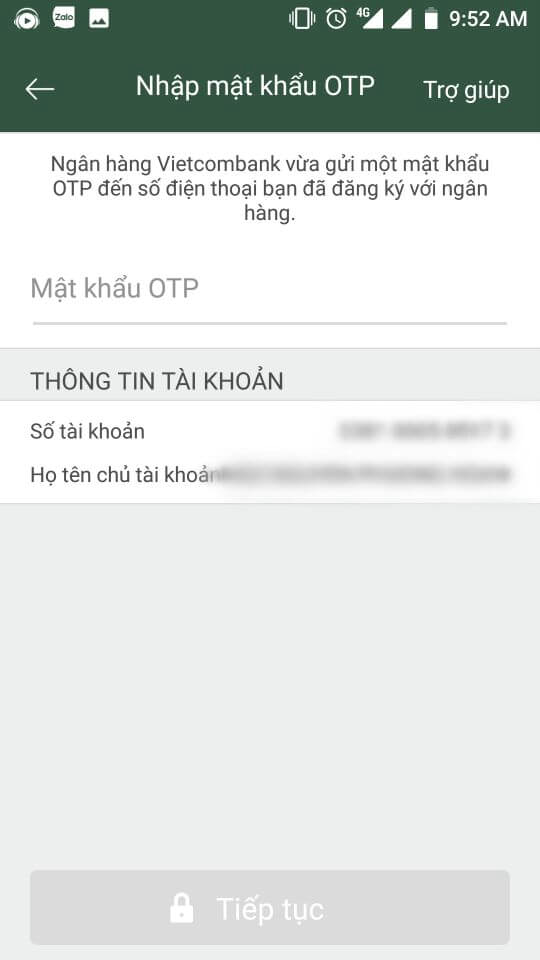 Zalo
4G
9:52 AM
Nhập mật khẩu OTP
Trợ giúp
Ngân hàng Vietcombank vừa gửi một mật khẩu
OTP đến số điện thoại bạn đã đăng ký với ngân
hàng.
Mật khẩu OTP
THÔNG TIN TÀI KHOẢN
Số tài khoản
Họ tên chủ tài khoản
Tiếp tục